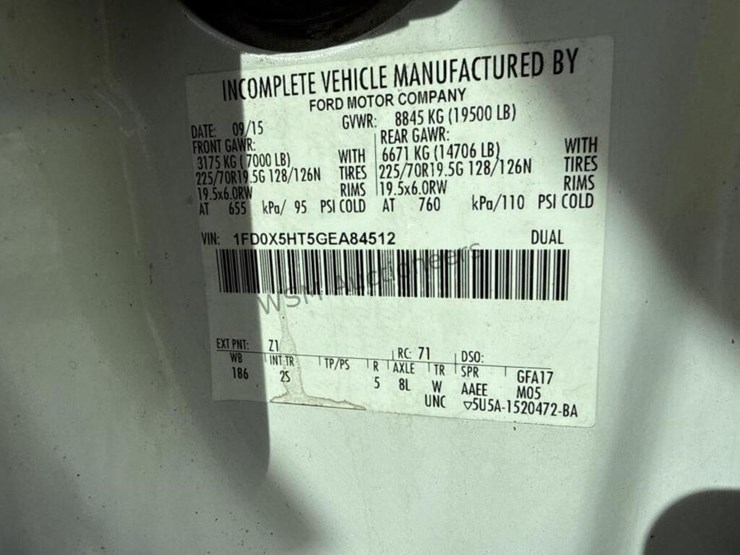 INCOMPLETE VEHICLE MANUFACTURED BY
FORD MOTOR COMPANY
DATE: 09/15 GVWR: 8845 KG (19500 LB)
FRONT GAWR: REAR GAWR:
3175 KG (7000 LB) WITH 6671 KG (14706 LB) WITH
225/70R19.5G 128/126N TIRES 225/70R19.5G 128/126N TIRES
19.5x6.0RW RIMS 19.5x6.0RW RIMS
AT 655 kPa/ 95 PSI COLD AT 760 kPa/110 PSI COLD
VIN: 1FD0X5HT5GEA84512 DUAL
WSM Auctioneers
EXT PNT: Z1 RC: 71 DSO:
WB INT TR TP/PS R AXLE TR SPR GFA17
186 2S 5 8L W AAEE M05
UNC ▽5U5A-1520472-BA